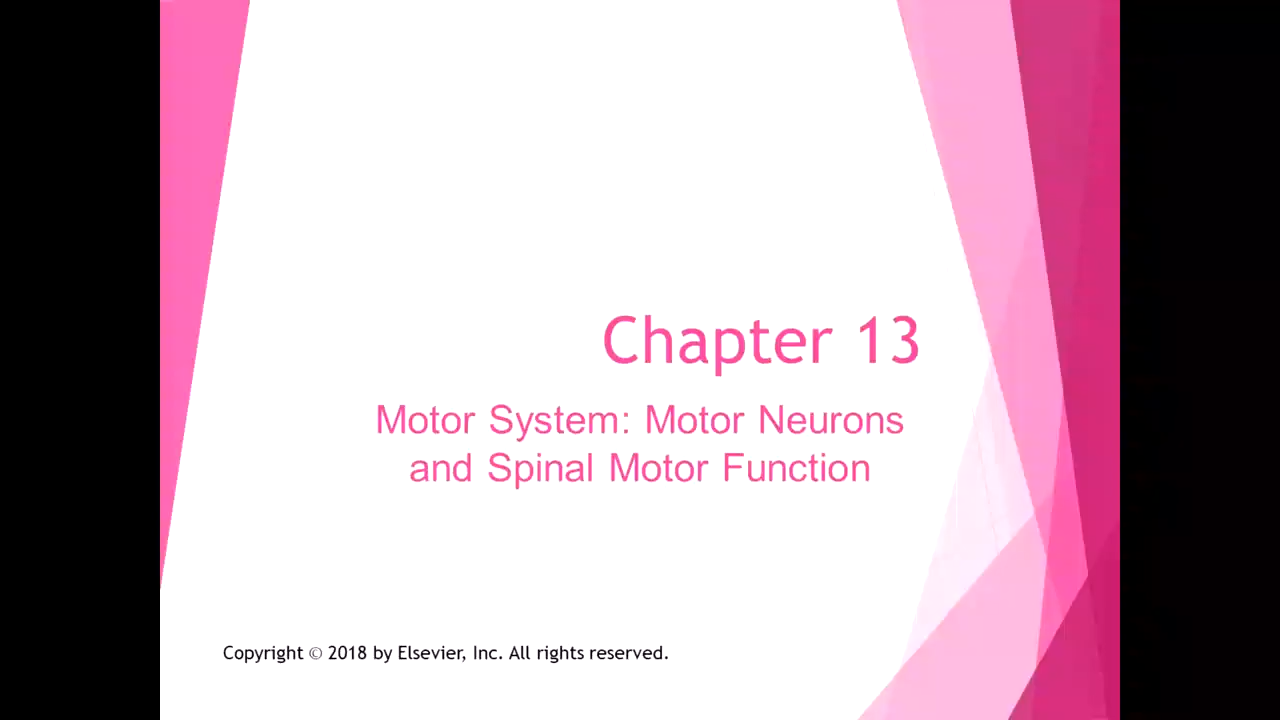 Chapter 13
Motor System: Motor Neurons
and Spinal Motor Function
Copyright © 2018 by Elsevier, Inc. All rights reserved.